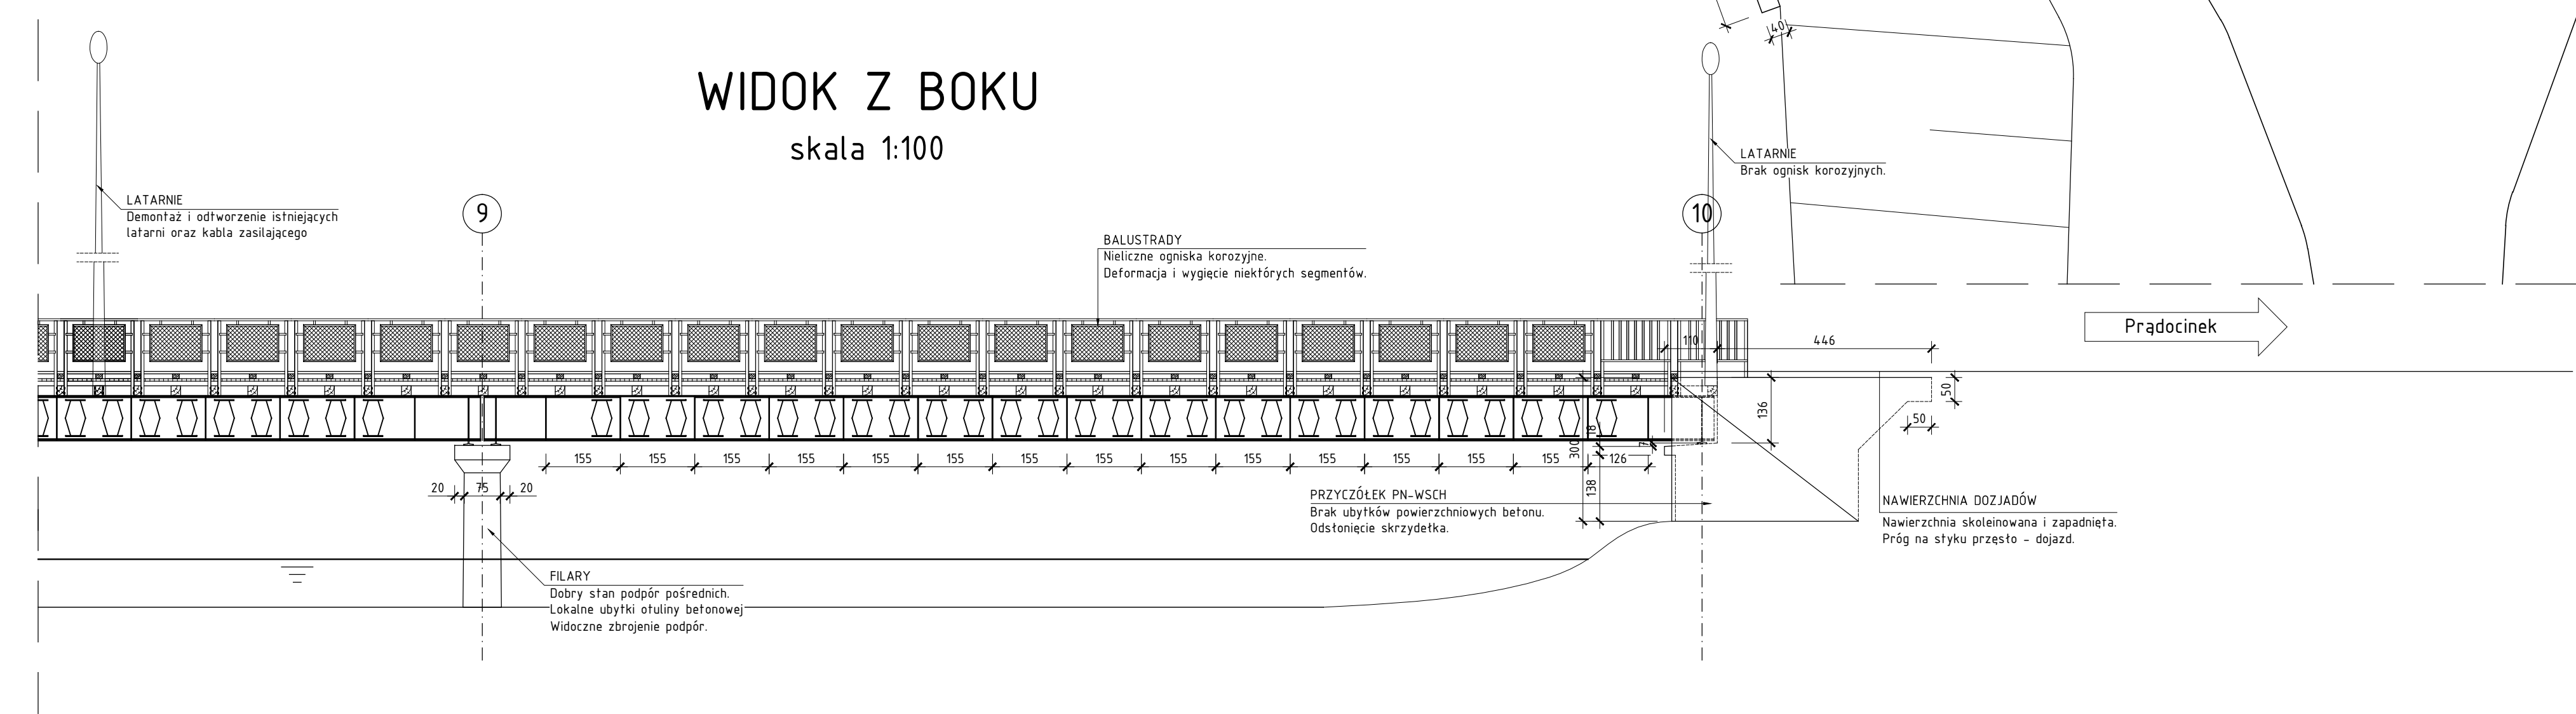 WIDOK Z BOKU
skala 1:100
40
LATARNIE
Brak ognisk korozyjnych.
LATARNIE
Demontaż i odtworzenie istniejących
latarni oraz kabla zasilającego
9
10
BALUSTRADY
Nieliczne ogniska korozyjne.
Deformacja i wygięcie niektórych segmentów.
Prądocinek
110
446
50
50
136
18
7
300
138
155 155 155 155 155 155 155 155 155 155 155 155 155 155 126
20 75 20
PRZYCZÓŁEK PN-WSCH
Brak ubytków powierzchniowych betonu.
Odsłonięcie skrzydełka.
NAWIERZCHNIA DOZJADÓW
Nawierzchnia skoleinowana i zapadnięta.
Próg na styku przęsło - dojazd.
FILARY
Dobry stan podpór pośrednich.
Lokalne ubytki otuliny betonowej
Widoczne zbrojenie podpór.